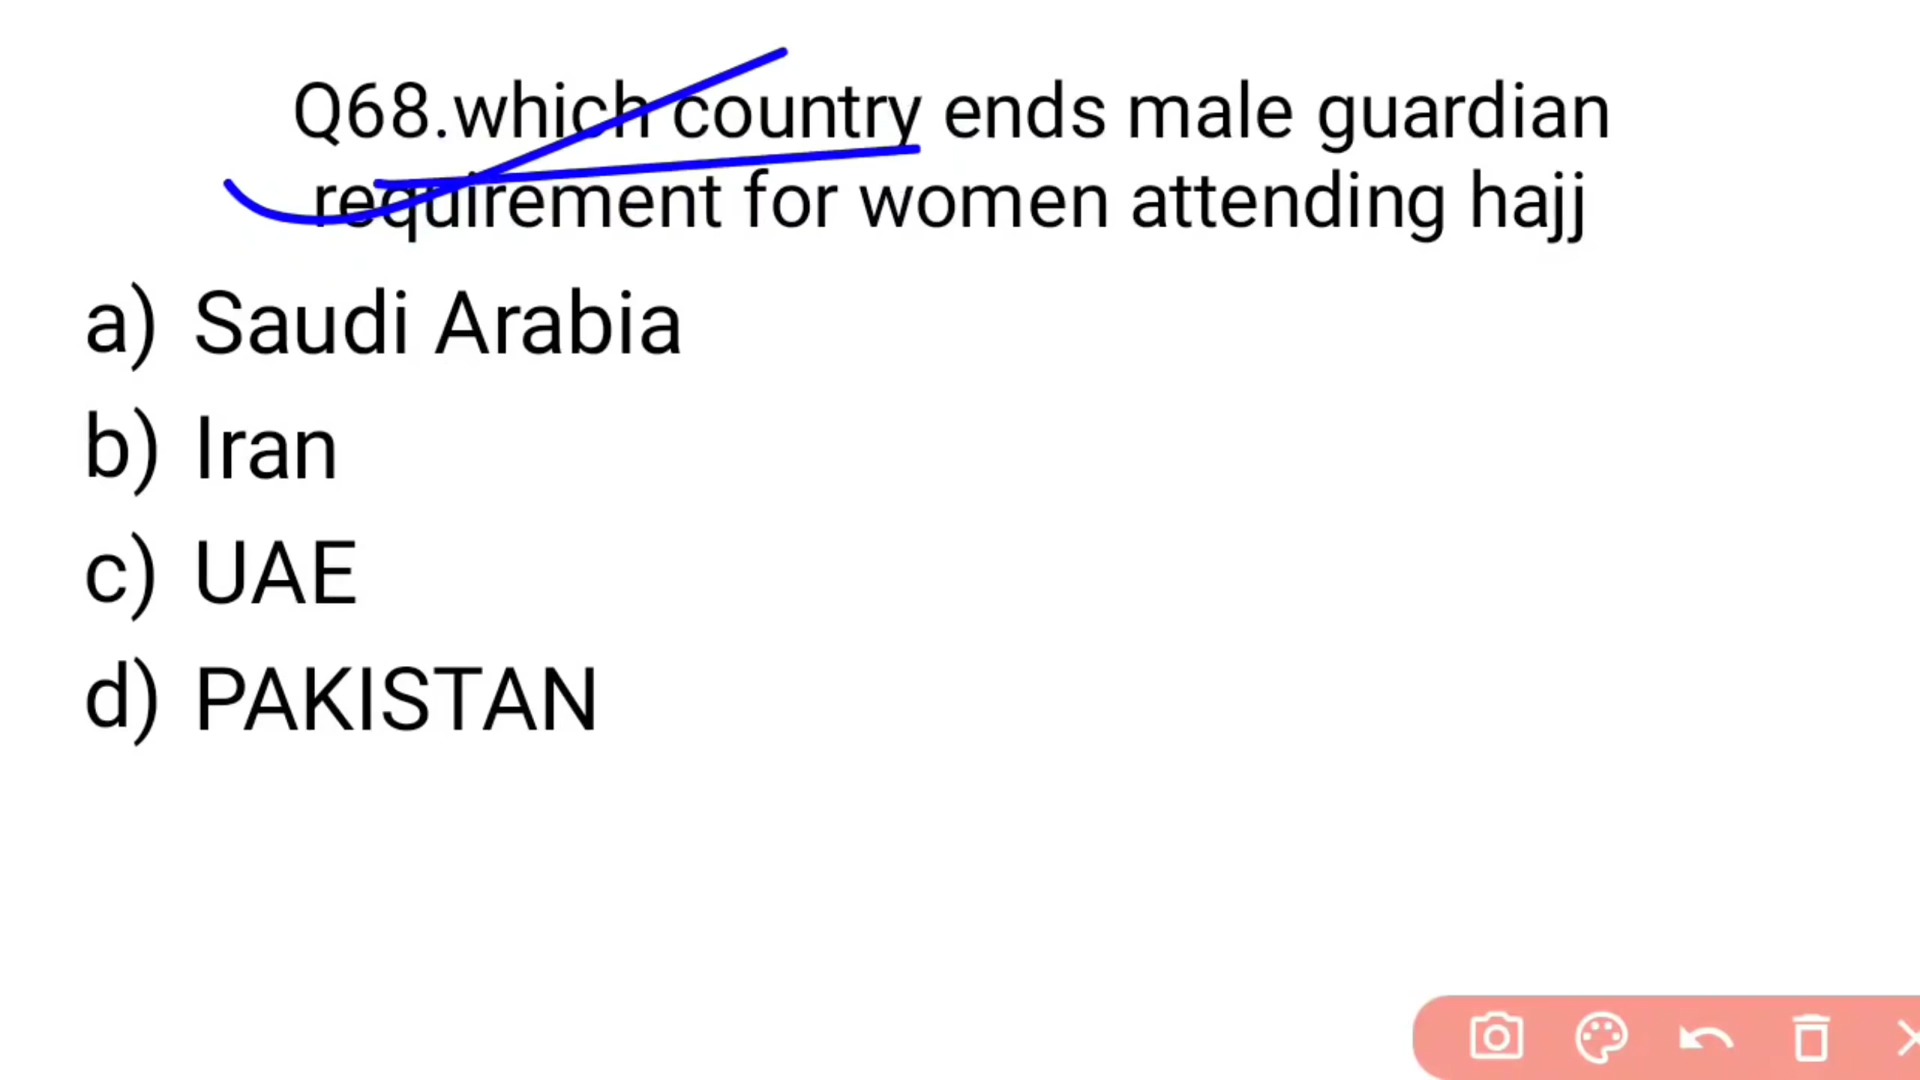 Q68.which country ends male guardian
requirement for women attending hajj
a) Saudi Arabia
b) Iran
c) UAE
d) PAKISTAN